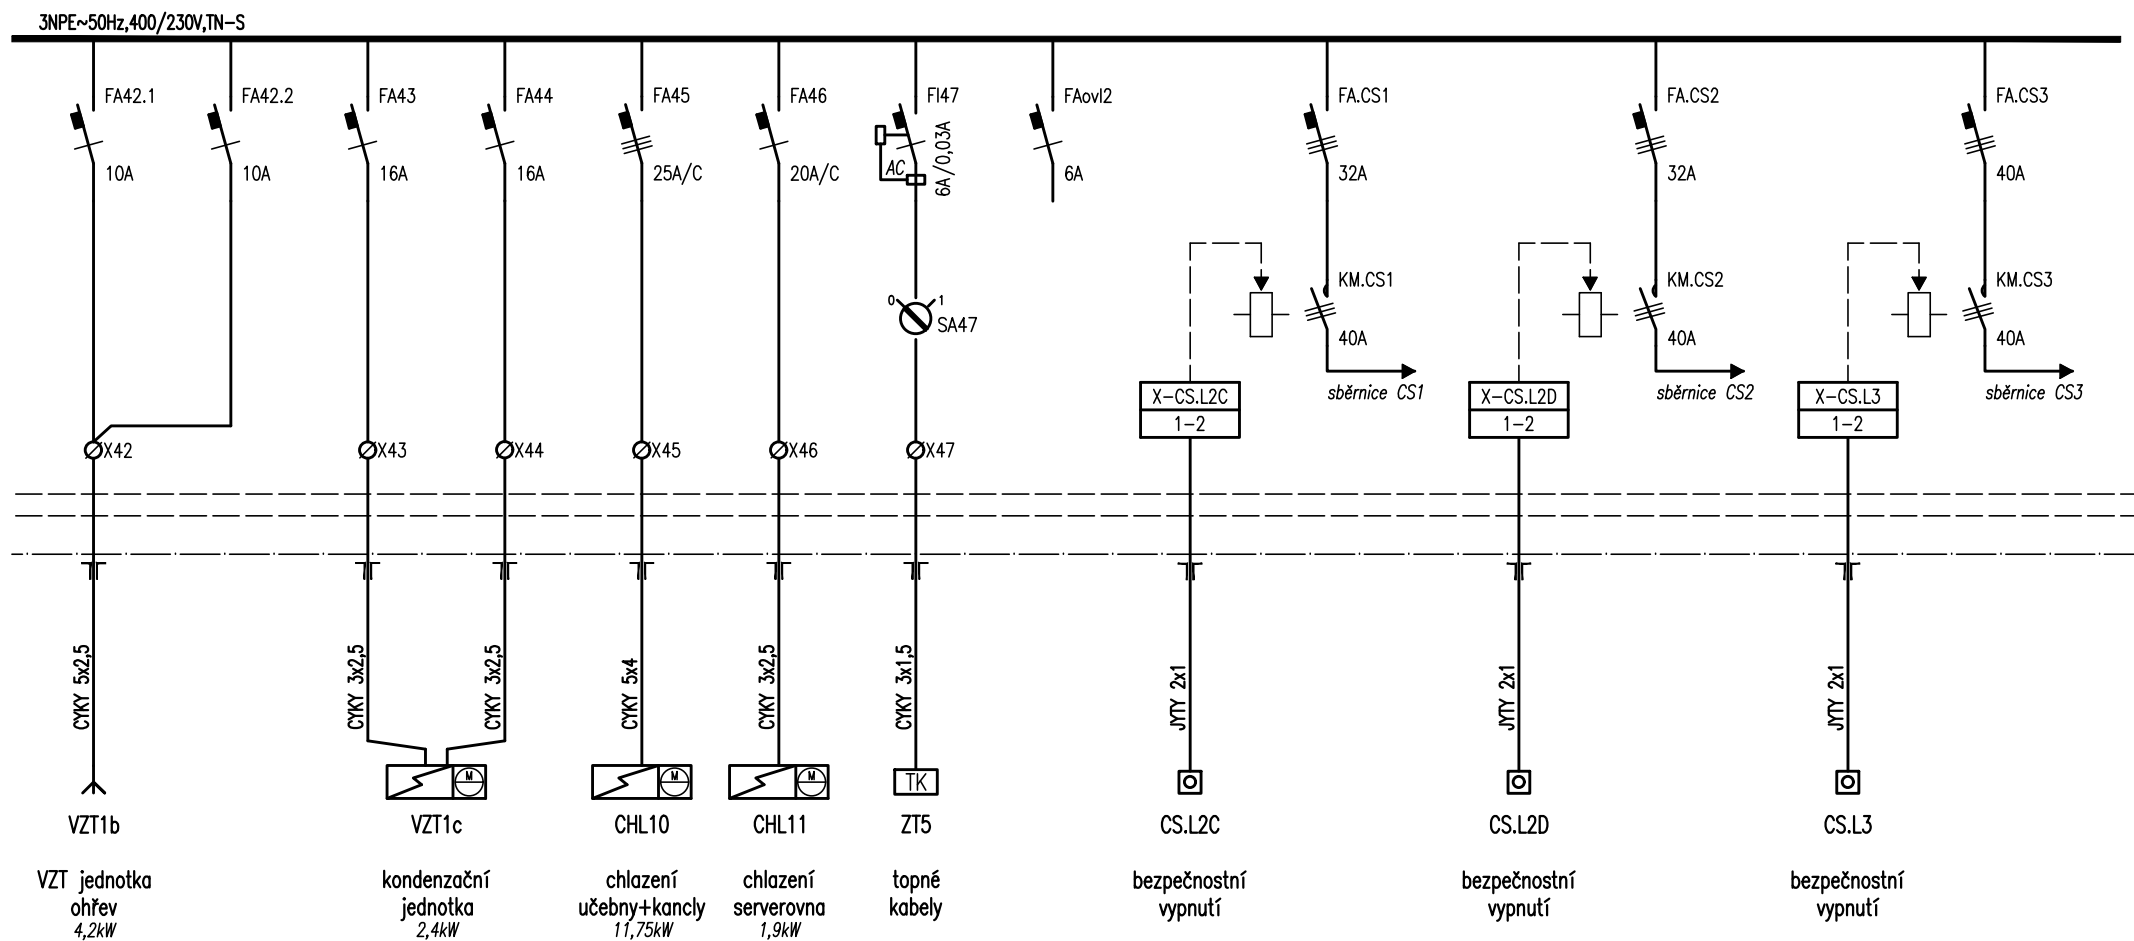 3NPE~50Hz,400/230V,TN-S
FA42.1
FA42.2
FA43
FA44
FA45
FA46
FI47
FAovl2
FA.CS1
FA.CS2
FA.CS3
10A
10A
16A
16A
25A/C
20A/C
AC
6A/0,03A
6A
32A
32A
40A
KM.CS1
KM.CS2
KM.CS3
0
1
SA47
40A
40A
40A
sběrnice CS1
sběrnice CS2
sběrnice CS3
X-CS.L2C
1-2
X-CS.L2D
1-2
X-CS.L3
1-2
X42
X43
X44
X45
X46
X47
CYKY 5x2,5
CYKY 3x2,5
CYKY 3x2,5
CYKY 5x4
CYKY 3x2,5
CYKY 3x1,5
JYTY 2x1
JYTY 2x1
JYTY 2x1
M
M
M
TK
VZT1b
VZT1c
CHL10
CHL11
ZT5
CS.L2C
CS.L2D
CS.L3
VZT jednotka
ohřev
4,2kW
kondenzační
jednotka
2,4kW
chlazení
učebny+kancly
11,75kW
chlazení
serverovna
1,9kW
topné
kabely
bezpečnostní
vypnutí
bezpečnostní
vypnutí
bezpečnostní
vypnutí